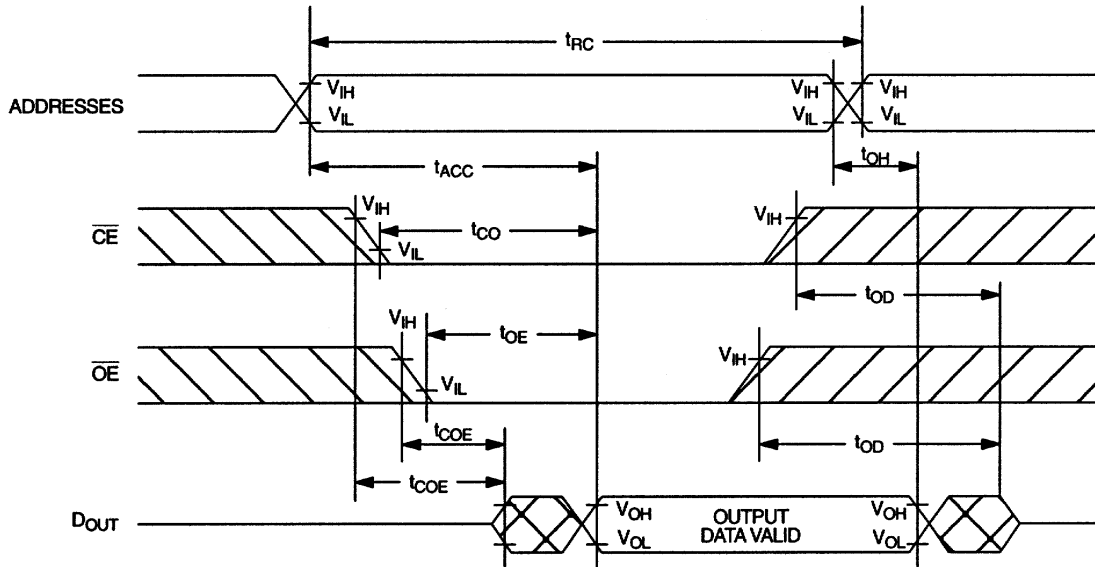 tRC
ADDRESSES
VIH
VIL
VIH
VIL
VIH
VIL
tACC
tOH
CE
VIH
VIL
tCO
VIH
tOD
OE
VIH
VIL
tOE
VIH
tCOE
tOD
tCOE
DOUT
VOH
VOL
OUTPUT
DATA VALID
VOH
VOL